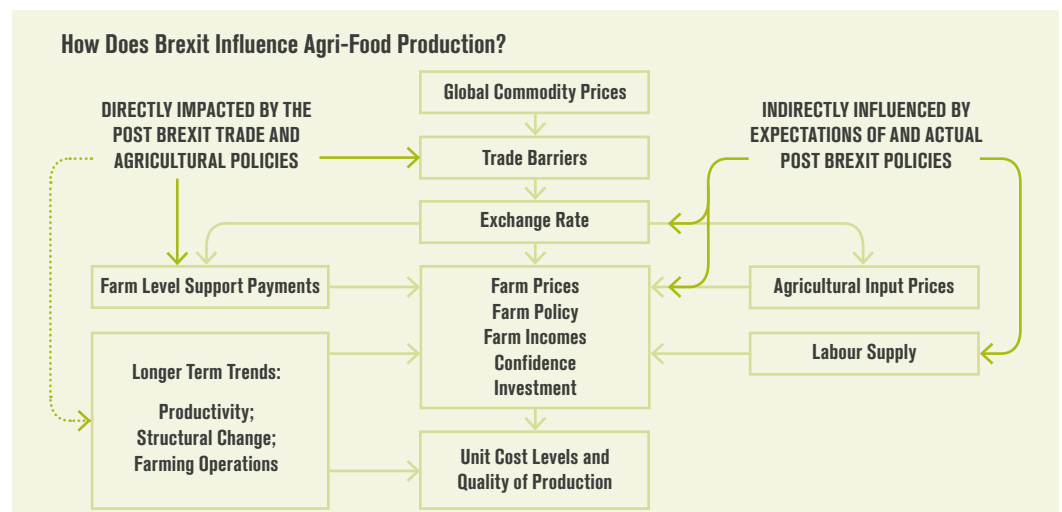 How Does Brexit Influence Agri-Food Production?
Global Commodity Prices
DIRECTLY IMPACTED BY THE
POST BREXIT TRADE AND
AGRICULTURAL POLICIES
INDIRECTLY INFLUENCED BY
EXPECTATIONS OF AND ACTUAL
POST BREXIT POLICIES
Trade Barriers
Exchange Rate
Farm Level Support Payments
Farm Prices
Farm Policy
Farm Incomes
Confidence
Investment
Agricultural Input Prices
Labour Supply
Longer Term Trends:
Productivity;
Structural Change;
Farming Operations
Unit Cost Levels and
Quality of Production